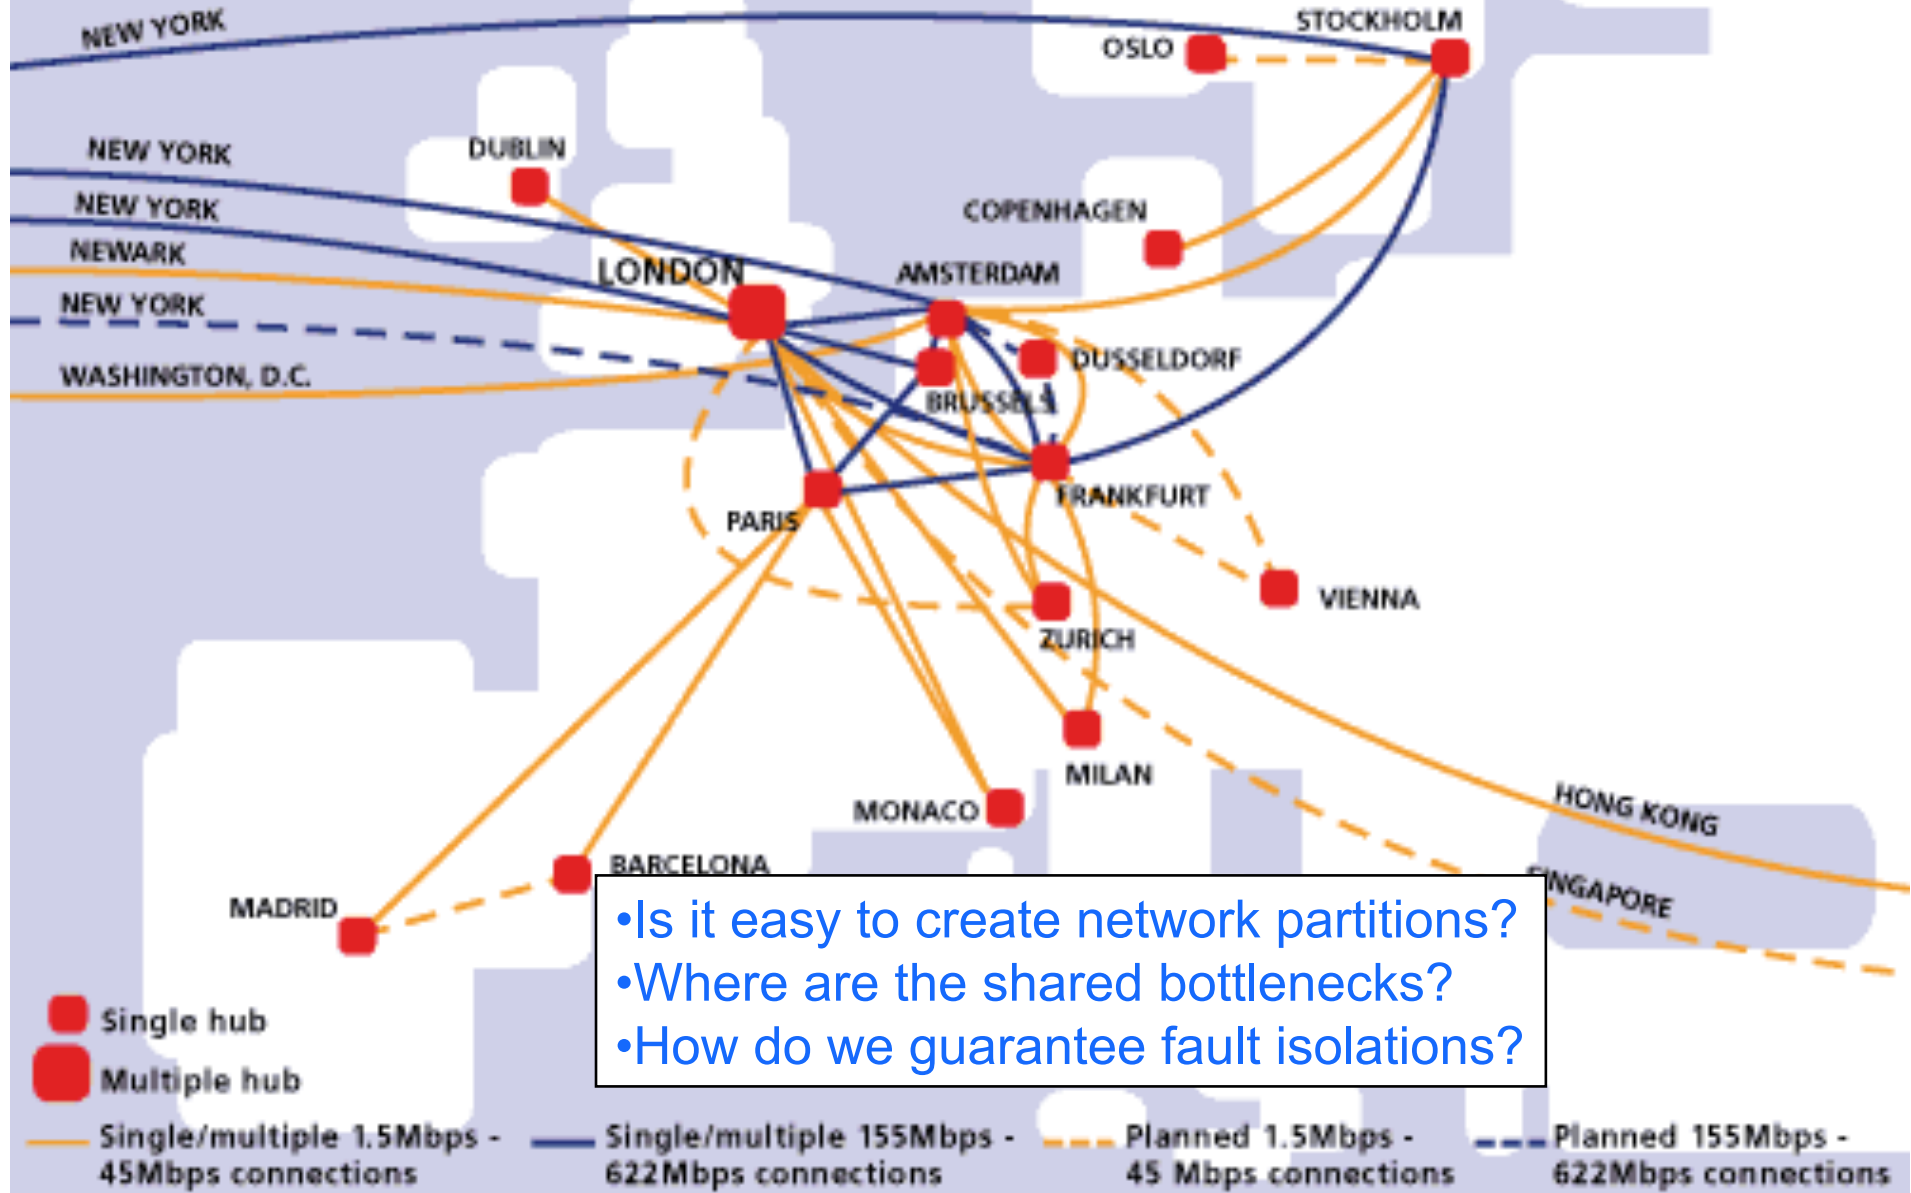 NEW YORK
STOCKHOLM
OSLO
NEW YORK
DUBLIN
NEW YORK
COPENHAGEN
NEWARK
LONDON
AMSTERDAM
NEW YORK
DUSSELDORF
WASHINGTON, D.C.
BRUSSELS
FRANKFURT
PARIS
VIENNA
ZURICH
MILAN
MONACO
HONG KONG
BARCELONA
SINGAPORE
MADRID
•Is it easy to create network partitions?
•Where are the shared bottlenecks?
•How do we guarantee fault isolations?
Single hub
Multiple hub
Single/multiple 1.5Mbps -
45Mbps connections
Single/multiple 155Mbps -
622Mbps connections
Planned 1.5Mbps -
45 Mbps connections
Planned 155Mbps -
622Mbps connections